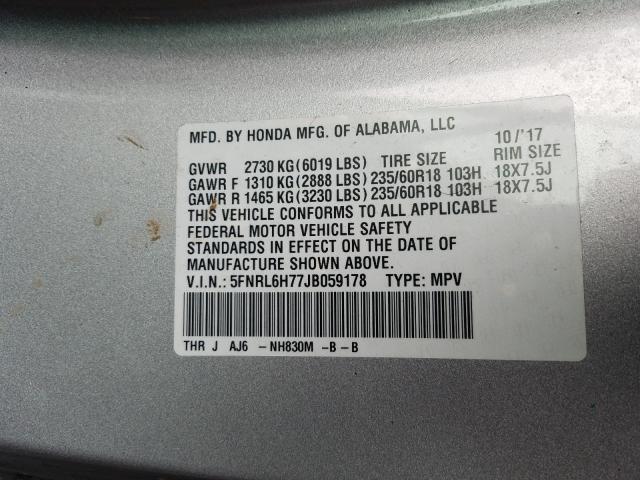 MFD. BY HONDA MFG. OF ALABAMA, LLC 10/'17
GVWR 2730 KG(6019 LBS) TIRE SIZE RIM SIZE
GAWR F 1310 KG(2888 LBS) 235/60R18 103H 18X7.5J
GAWR R 1465 KG(3230 LBS) 235/60R18 103H 18X7.5J
THIS VEHICLE CONFORMS TO ALL APPLICABLE
FEDERAL MOTOR VEHICLE SAFETY
STANDARDS IN EFFECT ON THE DATE OF
MANUFACTURE SHOWN ABOVE.
V.I.N.: 5FNRL6H77JB059178 TYPE: MPV
THR J AJ6 - NH830M - B - B